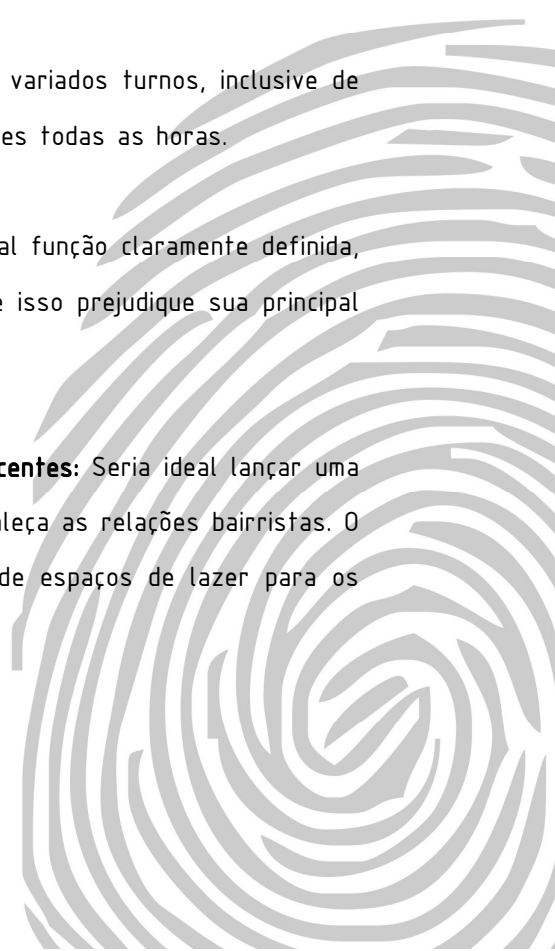 variados turnos, inclusive de
es todas as horas.
al função claramente definida,
e isso prejudique sua principal
centes: Seria ideal lançar uma
aleça as relações bairristas. O
de espaços de lazer para os